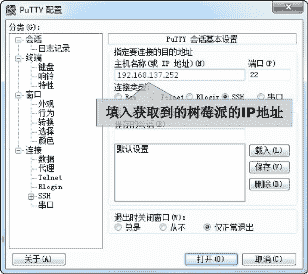 PuTTY 配置
分类(G):
会话
日志记录
终端
键盘
响铃
特性
窗口
外观
行为
转换
选择
颜色
连接
数据
代理
Telnet
Rlogin
SSH
串口
PuTTY 会话基本设置
指定要连接的目的地址
主机名称(或 IP 地址)(N)
端口(P)
192.168.137.252
22
连接类型
Rlogin
SSH
串口
填入获取到的树莓派的IP地址
默认设置
载入(L)
保存(V)
删除(D)
退出时关闭窗口(W):
总是
从不
仅正常退出
关于(A)
打开(O)
取消(C)